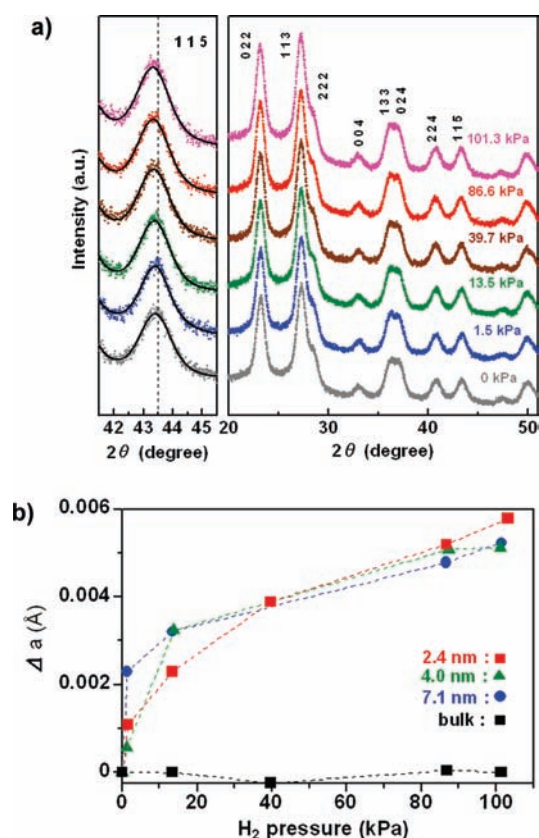 a)
1 1 5
0 2 2
1 1 3
2 2 2
0 0 4
1 3 3
0 2 4
2 2 4
1 1 5
Intensity (a.u.)
101.3 kPa
86.6 kPa
39.7 kPa
13.5 kPa
1.5 kPa
0 kPa
42 43 44 45
20 30 40 50
2θ (degree)
2θ (degree)
b)
0.006
0.004
0.002
0
Δ a (Å)
2.4 nm :
4.0 nm :
7.1 nm :
bulk :
0 20 40 60 80 100
H₂ pressure (kPa)